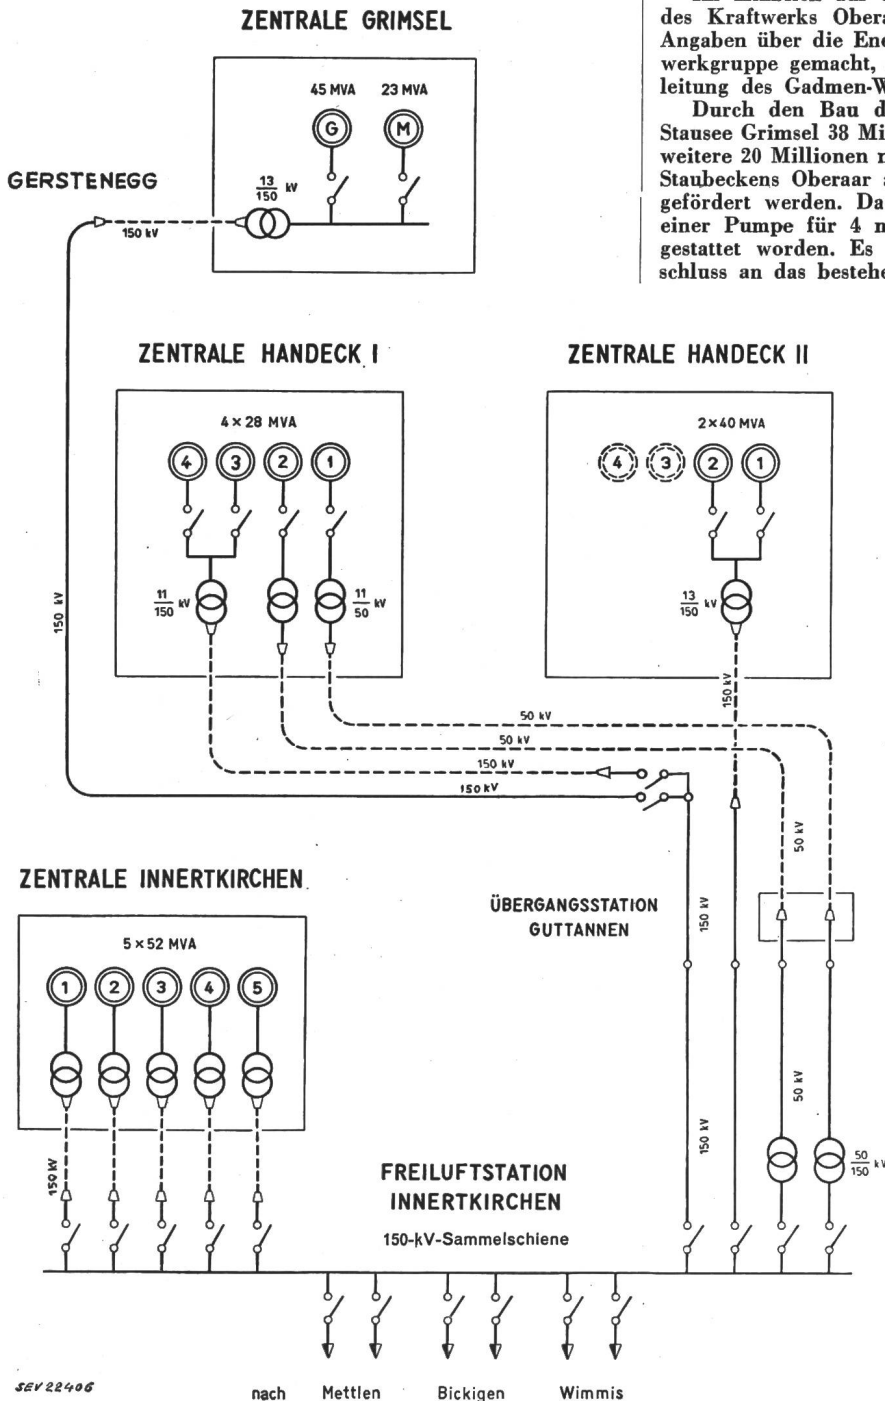 des Kraftwerks Obera
Angaben über die Ene
werkgruppe gemacht,
leitung des Gadmen-W
Durch den Bau d
Stausee Grimsel 38 Mi
weitere 20 Millionen
Staubeckens Oberaar
gefördert werden. Da
einer Pumpe für 4
gestattet worden. Es
schluss an das bestehe
ZENTRALE GRIMSEL
45 MVA 23 MVA
G M
13/150 kV
GERSTENEGG
150 kV
150 kV
ZENTRALE HANDECK I
4 × 28 MVA
4 3 2 1
11/150 kV
11/50 kV
ZENTRALE HANDECK II
2 × 40 MVA
4 3 2 1
13/150 kV
150 kV
50 kV
50 kV
150 kV
150 kV
50 kV
ZENTRALE INNERTKIRCHEN
5 × 52 MVA
1 2 3 4 5
150 kV
ÜBERGANGSSTATION
GUTTANNEN
150 kV
150 kV
50 kV
50/150 kV
FREILUFTSTATION
INNERTKIRCHEN
150-kV-Sammelschiene
nach Mettlen Bickigen Wimmis
SEV 22406